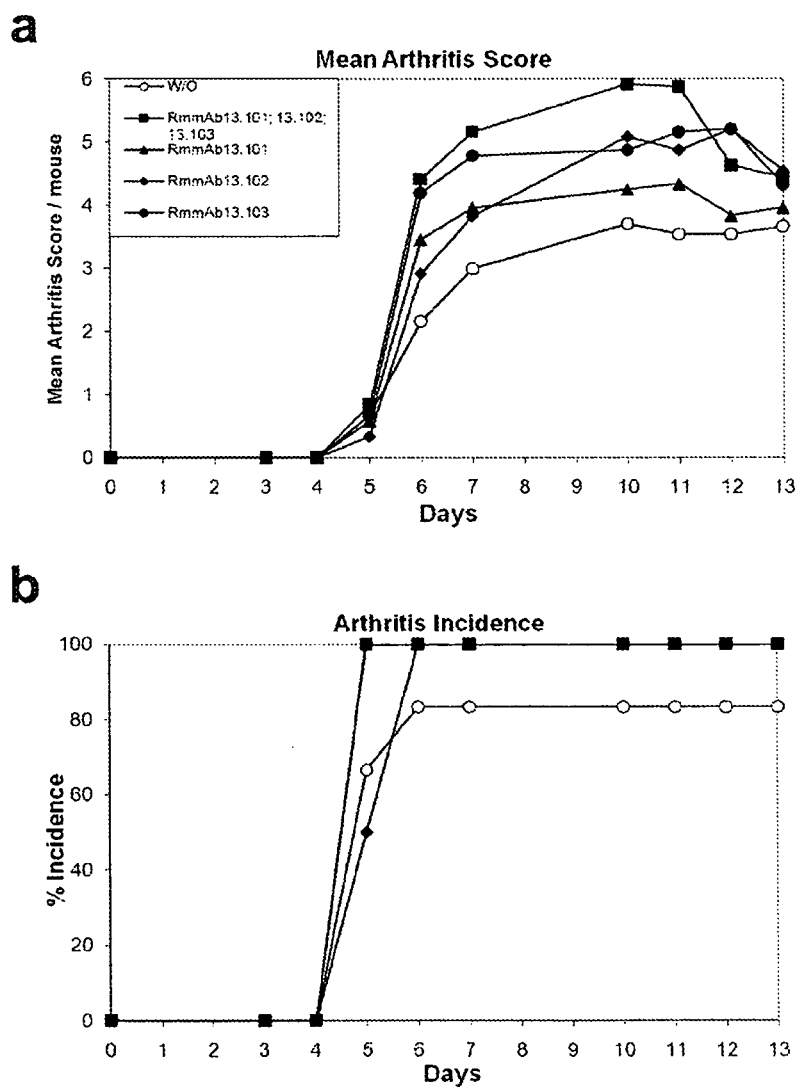 a
Mean Arthritis Score
Mean Arthritis Score / mouse
6
5
4
3
2
1
0
W/O
RmmAb13.101; 13.102;
13.103
RmmAb13.101
RmmAb13.102
RmmAb13.103
0 1 2 3 4 5 6 7 8 9 10 11 12 13
Days
b
Arthritis Incidence
% Incidence
100
80
60
40
20
0
0 1 2 3 4 5 6 7 8 9 10 11 12 13
Days